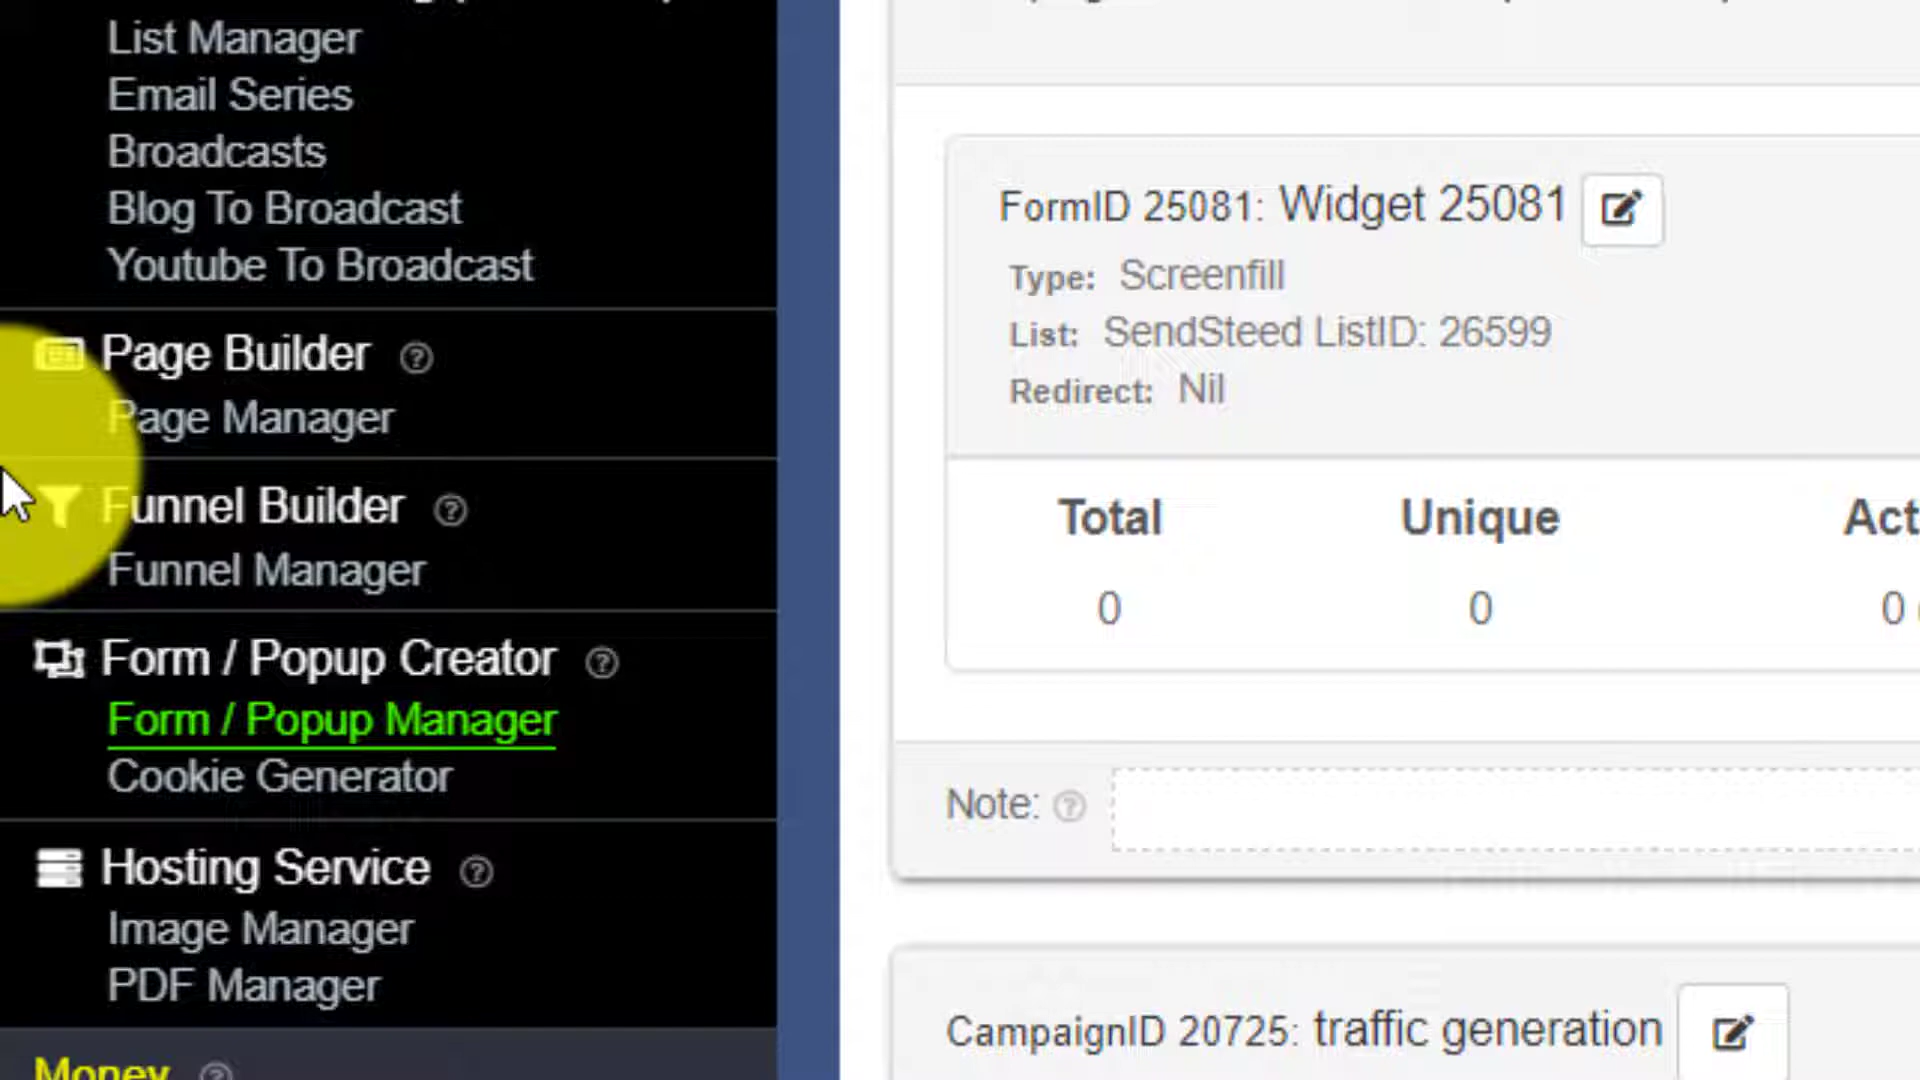 List Manager
Email Series
Broadcasts
Blog To Broadcast
Youtube To Broadcast
Page Builder
Page Manager
Funnel Builder
Funnel Manager
Form / Popup Creator
Form / Popup Manager
Cookie Generator
Hosting Service
Image Manager
PDF Manager
Money
FormID 25081: Widget 25081
Type: Screenfill
List: SendSteed ListID: 26599
Redirect: Nil
Total Unique Act
0 0 0
Note:
CampaignID 20725: traffic generation